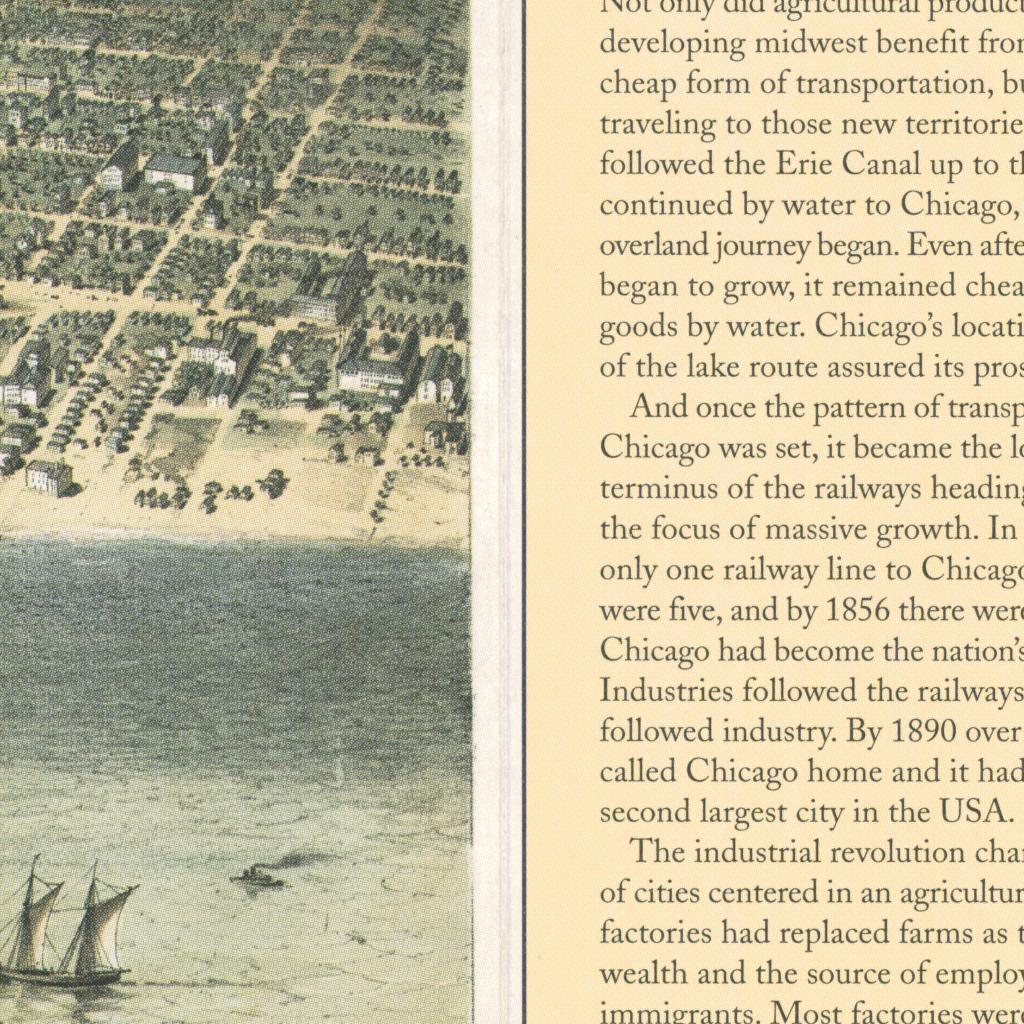 Not only did agricultural product
developing midwest benefit from
cheap form of transportation, bu
traveling to those new territorie
followed the Erie Canal up to th
continued by water to Chicago,
overland journey began. Even afte
began to grow, it remained chea
goods by water. Chicago's locati
of the lake route assured its pros
And once the pattern of transp
Chicago was set, it became the lo
terminus of the railways heading
the focus of massive growth. In
only one railway line to Chicago
were five, and by 1856 there were
Chicago had become the nation's
Industries followed the railways
followed industry. By 1890 over
called Chicago home and it had
second largest city in the USA.
The industrial revolution chan
of cities centered in an agricultur
factories had replaced farms as t
wealth and the source of employ
immigrants. Most factories were